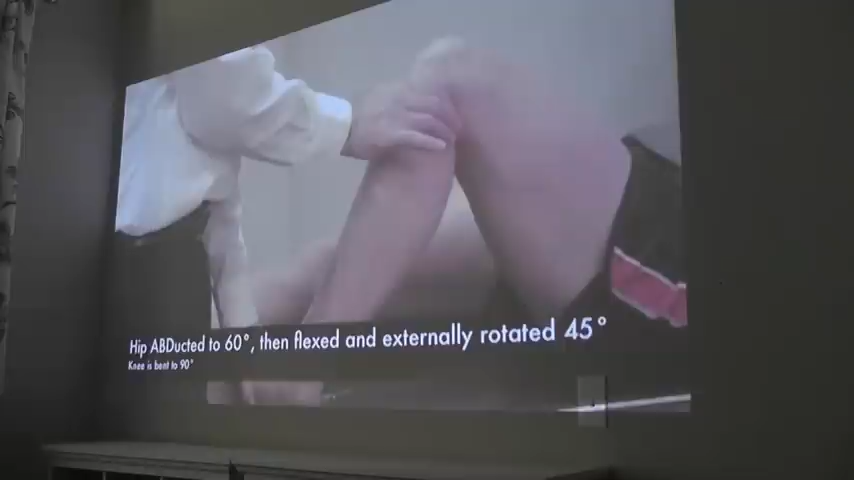 Hip ABDucted to 60°, then flexed and externally rotated 45°
Knee is bent to 90°